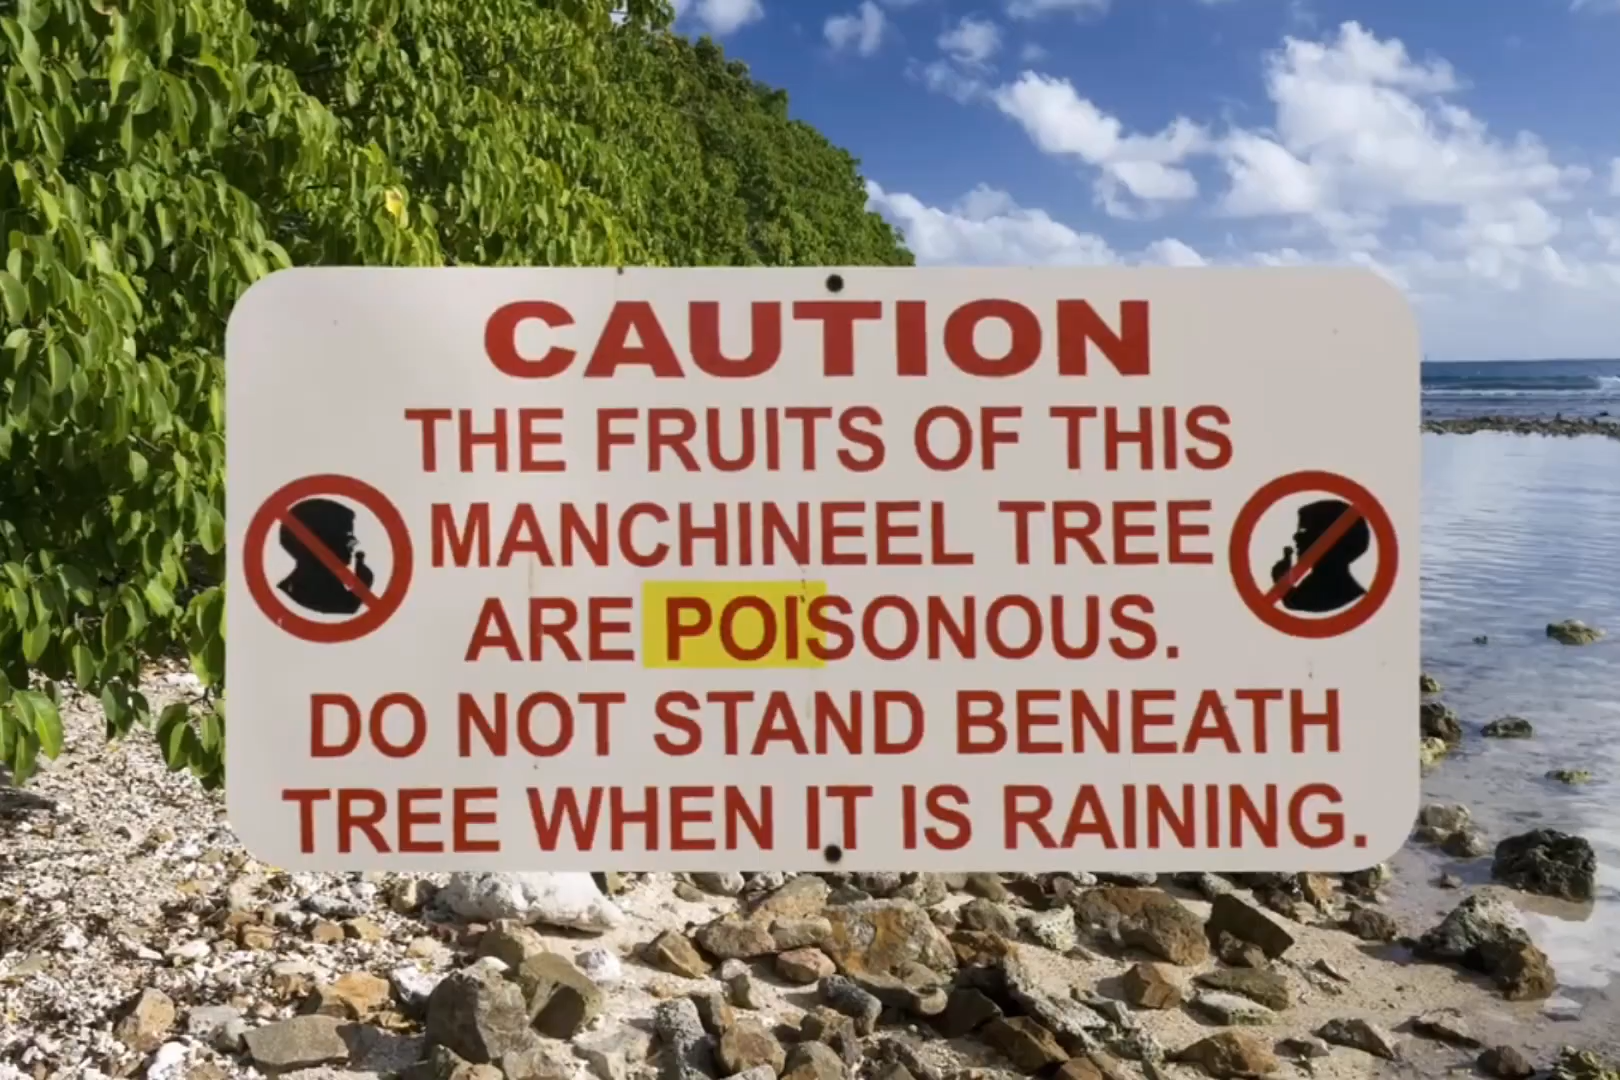 CAUTION
THE FRUITS OF THIS
MANCHINEEL TREE
ARE POISONOUS.
DO NOT STAND BENEATH
TREE WHEN IT IS RAINING.